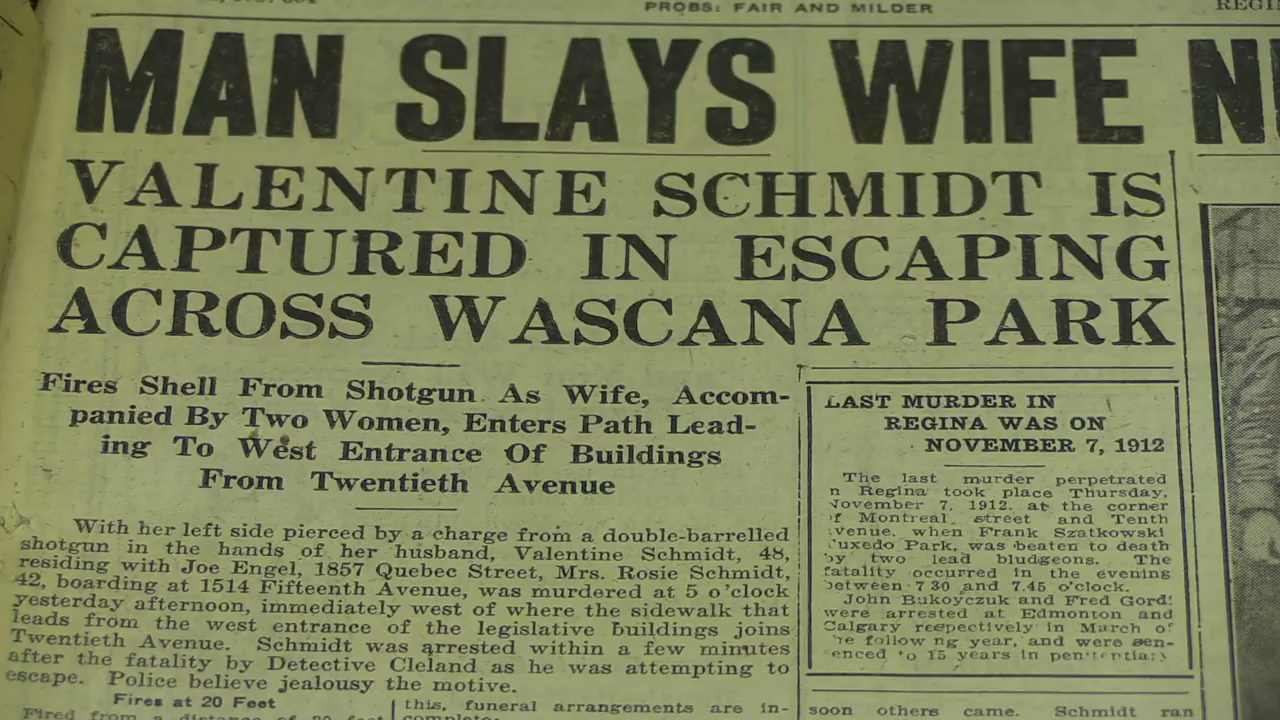 PROBS: FAIR AND MILDER
MAN SLAYS WIFE
VALENTINE SCHMIDT IS
CAPTURED IN ESCAPING
ACROSS WASCANA PARK
Fires Shell From Shotgun As Wife, Accom-
panied By Two Women, Enters Path Lead-
ing To West Entrance Of Buildings
From Twentieth Avenue
With her left side pierced by a charge from a double-barrelled
shotgun in the hands of her husband, Valentine Schmidt, 48,
residing with Joe Engel, 1857 Quebec Street, Mrs. Rosie Schmidt,
42, boarding at 1514 Fifteenth Avenue, was murdered at 5 o'clock
yesterday afternoon, immediately west of where the sidewalk that
leads from the west entrance of the legislative buildings joins
Twentieth Avenue. Schmidt was arrested within a few minutes
after the fatality by Detective Cleland as he was attempting to
escape. Police believe jealousy the motive.
Fires at 20 Feet
Fired from a distance of 20 feet
this, funeral arrangements are in-
complete.
LAST MURDER IN
REGINA WAS ON
NOVEMBER 7, 1912
The last murder perpetrated
n Regina took place Thursday,
November 7, 1912, at the corner
of Montreal street and Tenth
venue, when Frank Szatkowski
uxedo Park, was beaten to death
by two lead bludgeons. The
fatality occurred in the evening
between 7 30 and 7.45 o'clock.
John Bukoyczuk and Fred
were arrested at Edmonton and
Calgary respectively in March of
he follow ng year, and were sen-
enced to 15 years in penitentiary
soon others came. Schmidt ran